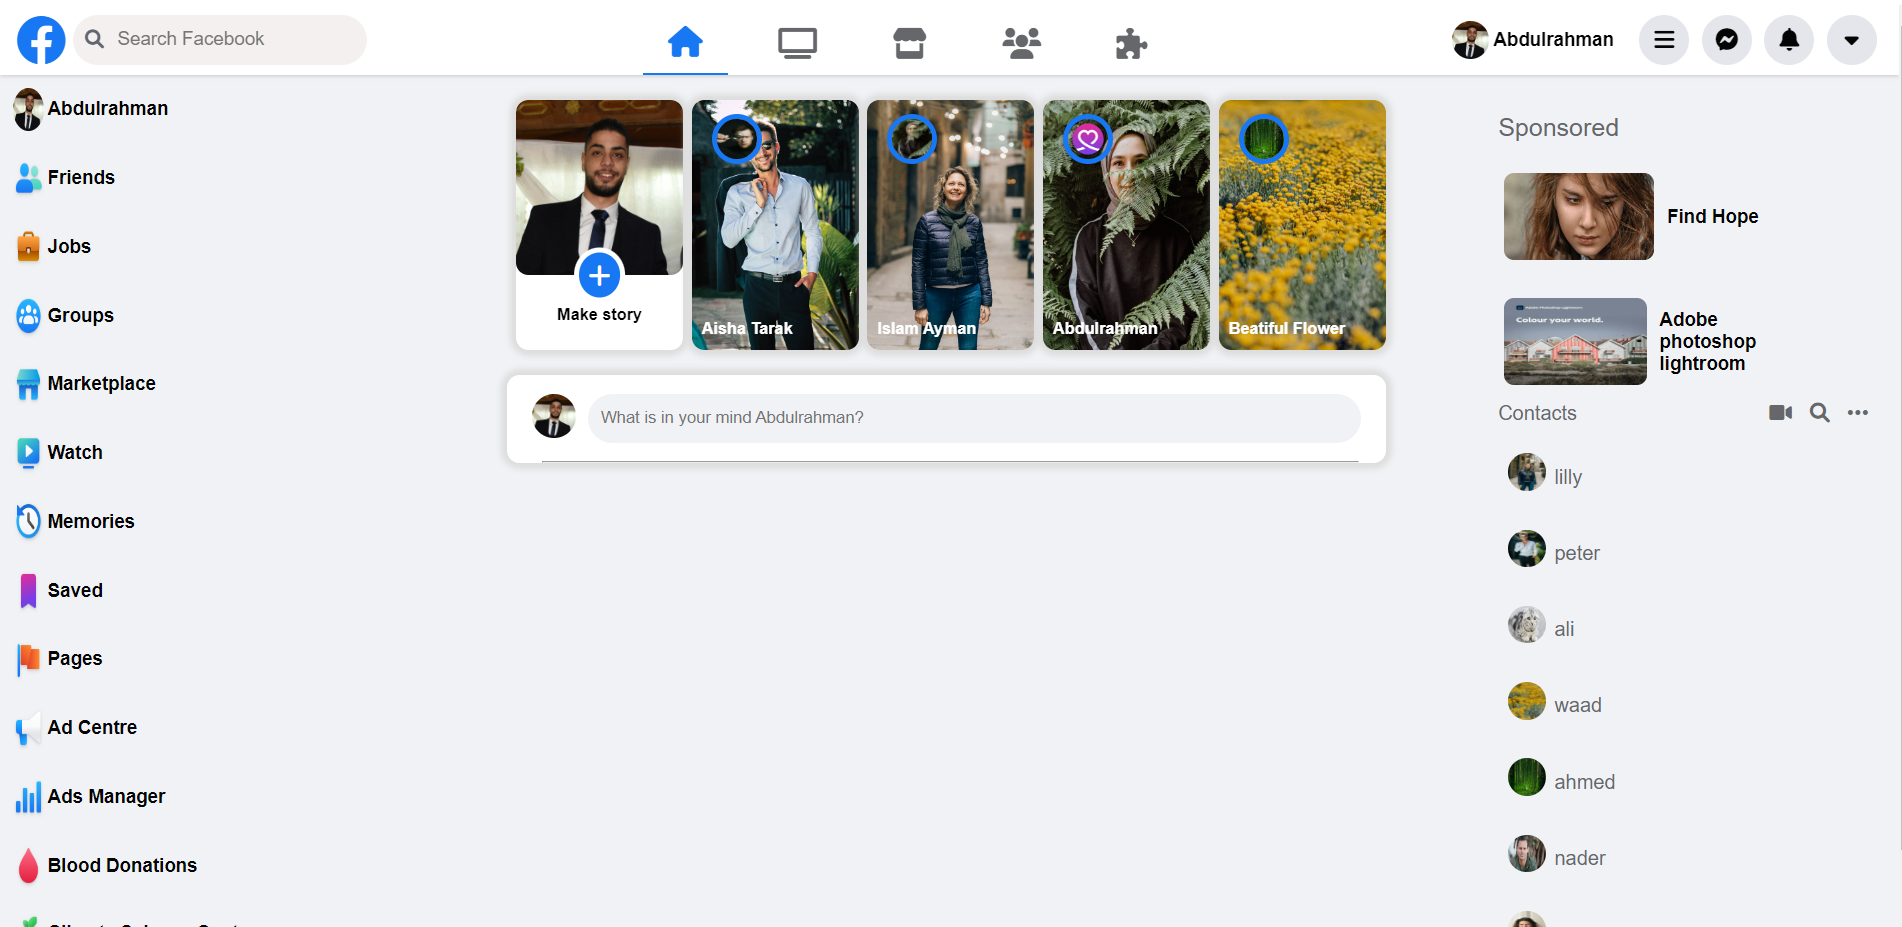 Search Facebook
Abdulrahman
Abdulrahman
Friends
Jobs
Groups
Marketplace
Watch
Memories
Saved
Pages
Ad Centre
Ads Manager
Blood Donations
Make story
Aisha Tarak
Islam Ayman
Abdulrahman
Beatiful Flower
What is in your mind Abdulrahman?
Sponsored
Find Hope
Colour your world.
Adobe
photoshop
lightroom
Contacts
lilly
peter
ali
waad
ahmed
nader